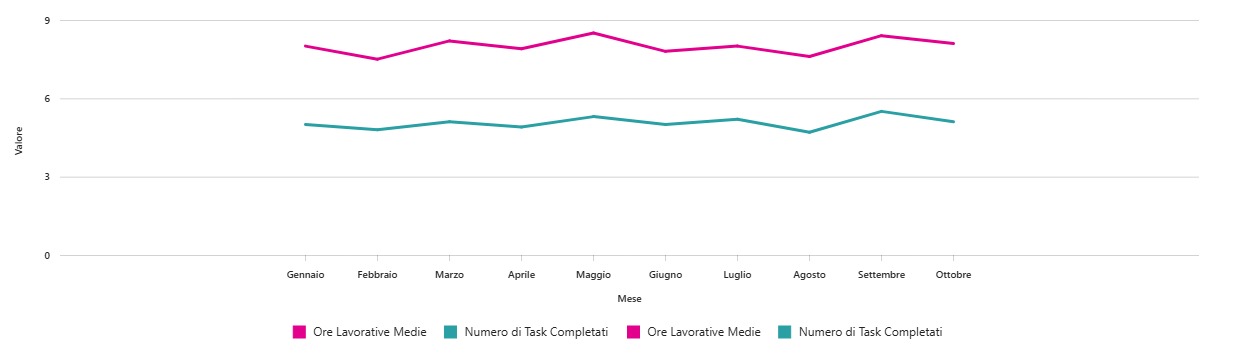 9
6
Valore
3
0
Gennaio Febbraio Marzo Aprile Maggio Giugno Luglio Agosto Settembre Ottobre
Mese
Ore Lavorative Medie Numero di Task Completati Ore Lavorative Medie Numero di Task Completati